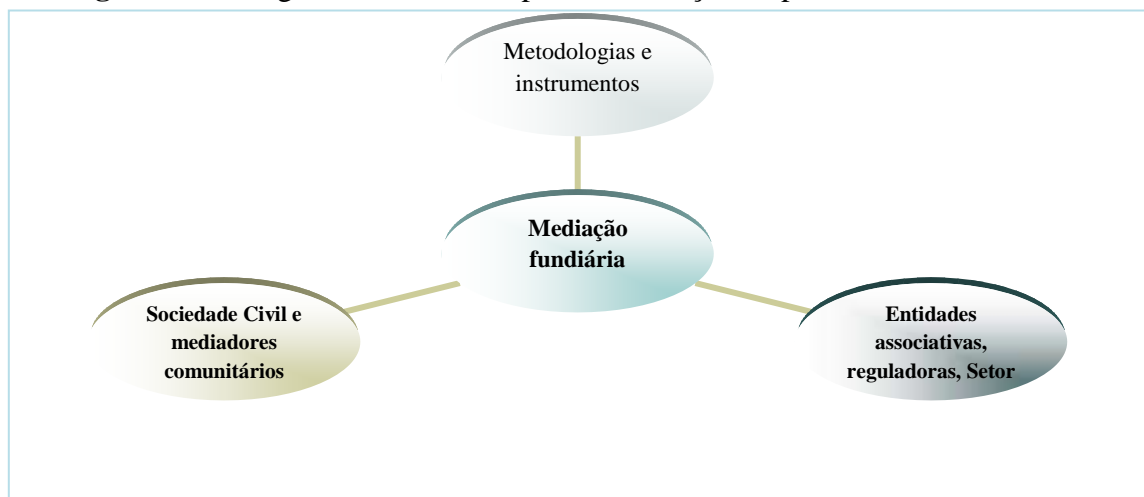 Metodologias e
instrumentos
Mediação
fundiária
Sociedade Civil e
mediadores
comunitários
Entidades
associativas,
reguladoras, Setor